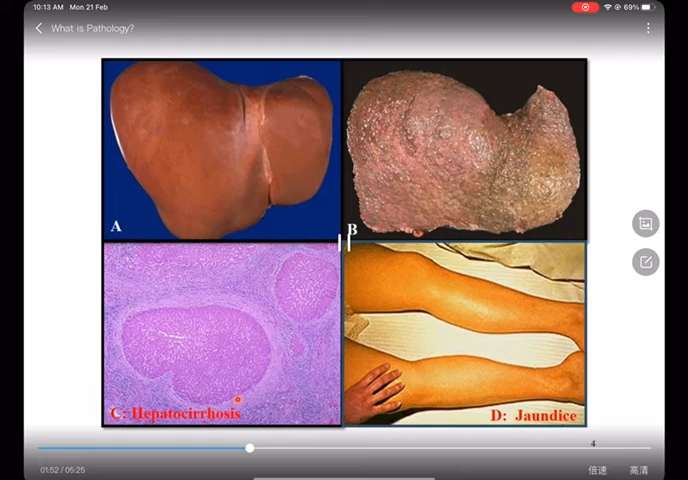 10:13 AM Mon 21 Feb
69%
What is Pathology?
A
B
C: Hepatocirrhosis
D: Jaundice
4
01:52 / 05:25
倍速
高清